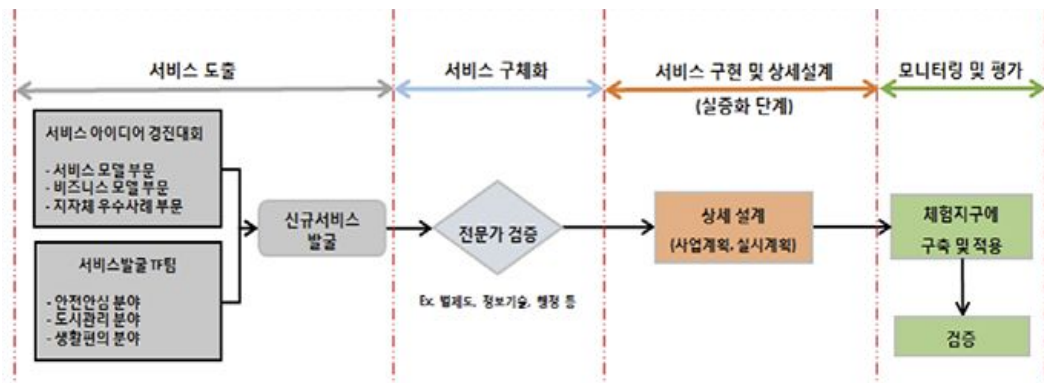 서비스 도출
서비스 구체화
서비스 구현 및 상세설계
(실증화 단계)
모니터링 및 평가
서비스 아이디어 경진대회
- 서비스 모델 부문
- 비즈니스 모델 부문
- 지자체 우수사례 부문
서비스발굴 TF팀
- 안전안심 분야
- 도시관리 분야
- 생활편의 분야
신규서비스
발굴
전문가 검증
Ex. 법제도, 정보기술, 행정 등
상세 설계
(사업계획, 실시계획)
체험지구에
구축 및 적용
검증